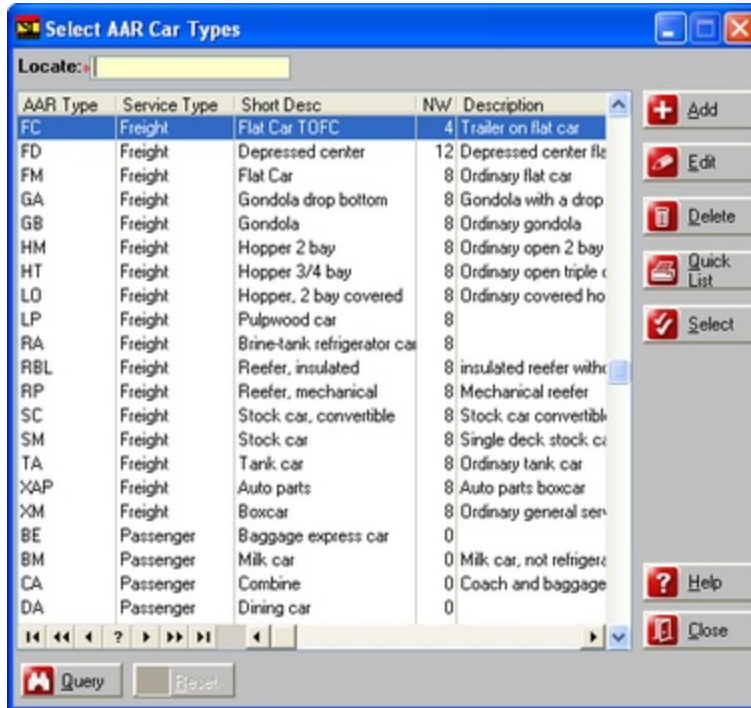 Select AAR Car Types
Locate:
AAR Type Service Type Short Desc NW Description
FC Freight Flat Car TOFC 4 Trailer on flat car
FD Freight Depressed center 12 Depressed center fla
FM Freight Flat Car 8 Ordinary flat car
GA Freight Gondola drop bottom 8 Gondola with a drop
GB Freight Gondola 8 Ordinary gondola
HM Freight Hopper 2 bay 8 Ordinary open 2 bay
HT Freight Hopper 3/4 bay 8 Ordinary open triple
LO Freight Hopper, 2 bay covered 8 Ordinary covered ho
LP Freight Pulpwood car 8
RA Freight Brine-tank refrigerator car 8
RBL Freight Reefer, insulated 8 insulated reefer witho
RP Freight Reefer, mechanical 8 Mechanical reefer
SC Freight Stock car, convertible 8 Stock car convertibl
SM Freight Stock car 8 Single deck stock ca
TA Freight Tank car 8 Ordinary tank car
XAP Freight Auto parts 8 Auto parts boxcar
XM Freight Boxcar 8 Ordinary general serv
BE Passenger Baggage express car 0
BM Passenger Milk car 0 Milk car, not refrigera
CA Passenger Combine 0 Coach and baggage
DA Passenger Dining car 0
Add
Edit
Delete
Quick
List
Select
? Help
Close
?
Query Reset